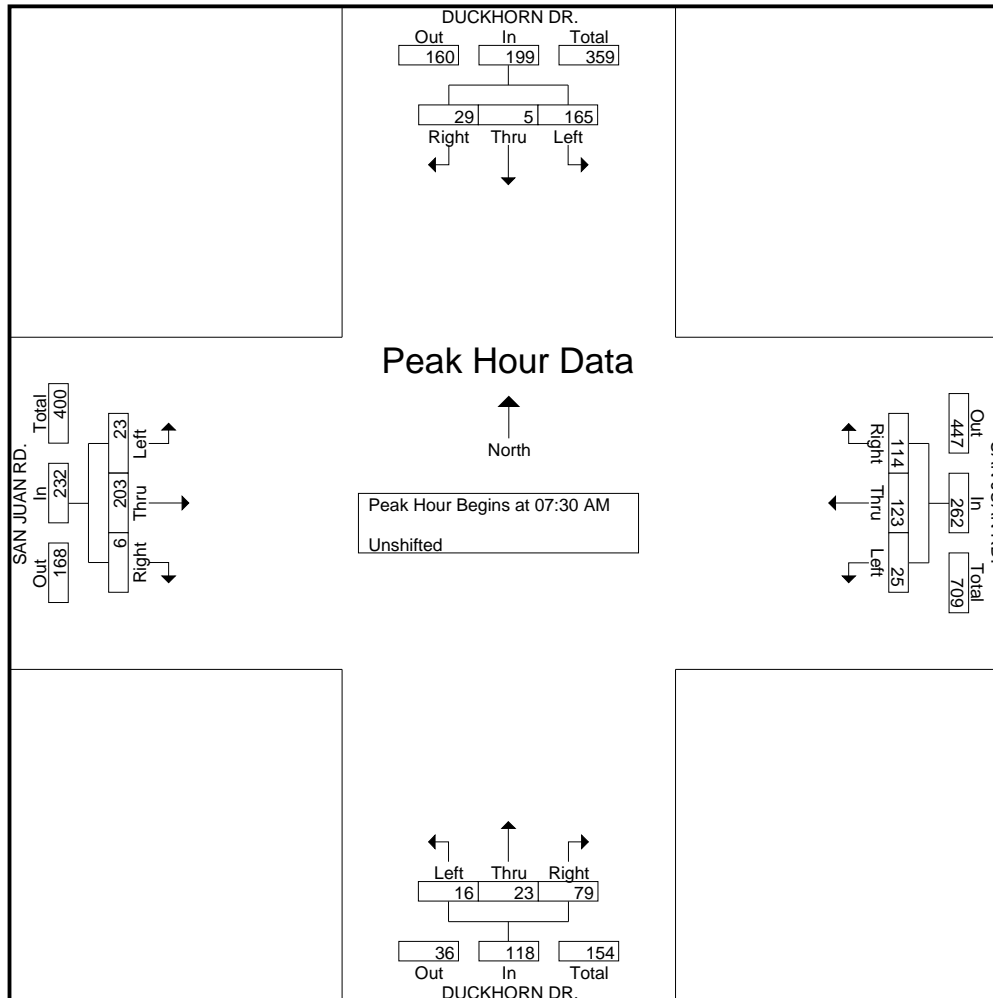 DUCKHORN DR.
Out In Total
160 199 359
29 5 165
Right Thru Left
Peak Hour Data
North
Peak Hour Begins at 07:30 AM
Unshifted
SAN JUAN RD.
Total In Out
400 232 168
23 203 6
Left Thru Right
Right Thru Left
114 123 25
447 262 709
Out In Total
Left Thru Right
16 23 79
36 118 154
Out In Total
DUCKHORN DR.